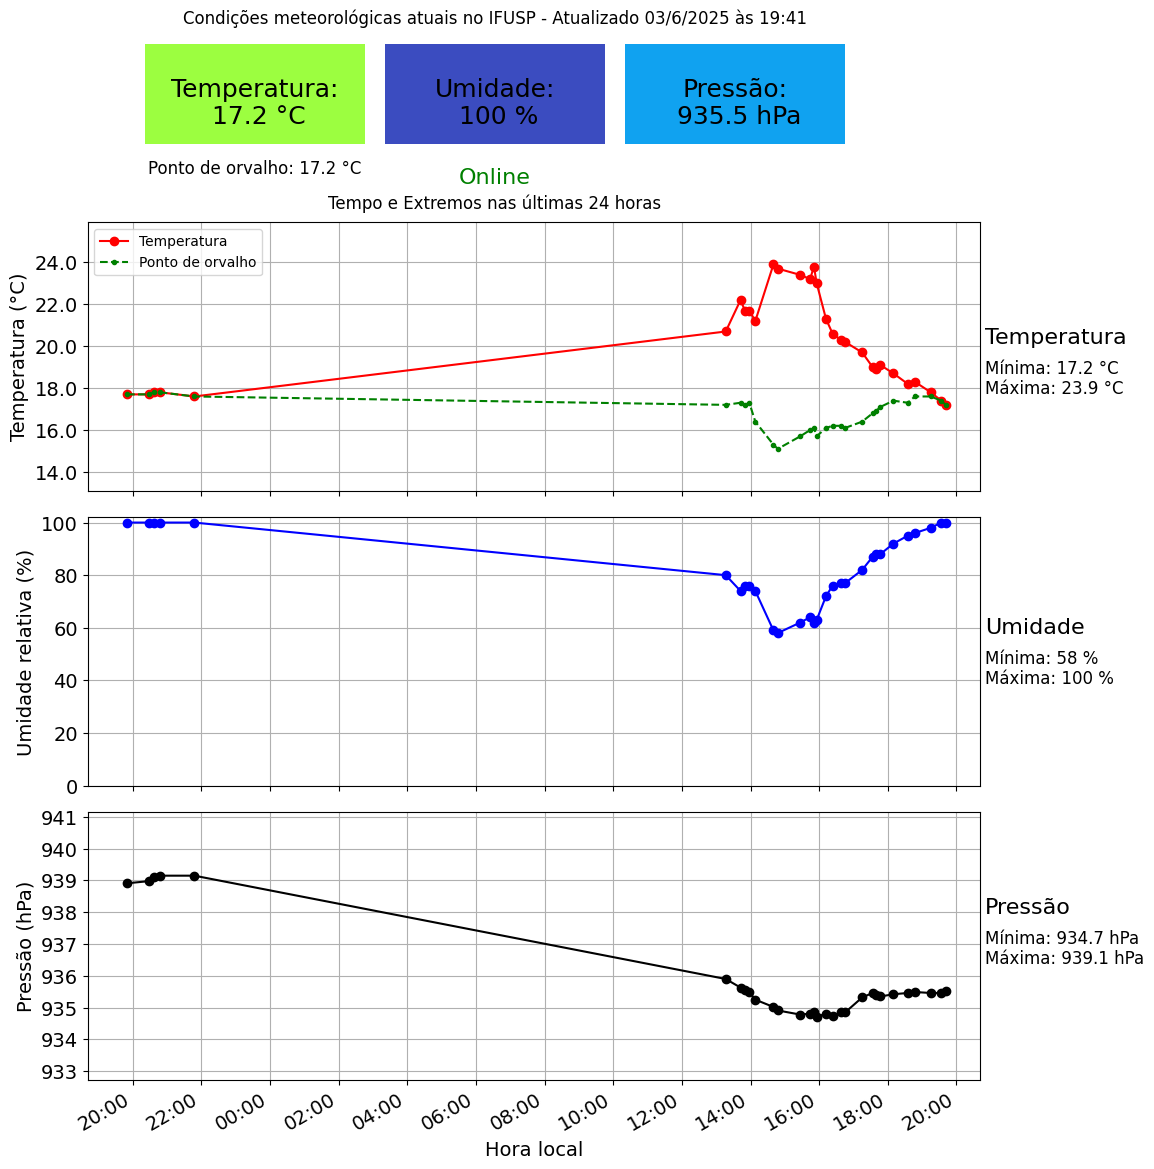 Condições meteorológicas atuais no IFUSP - Atualizado 03/6/2025 às 19:41
Temperatura:
17.2 °C
Umidade:
100 %
Pressão:
935.5 hPa
Ponto de orvalho: 17.2 °C
Online
Tempo e Extremos nas últimas 24 horas
Temperatura
Ponto de orvalho
Temperatura (°C)
24.0
22.0
20.0
18.0
16.0
14.0
Temperatura
Mínima: 17.2 °C
Máxima: 23.9 °C
Umidade relativa (%)
100
80
60
40
20
0
Umidade
Mínima: 58 %
Máxima: 100 %
Pressão (hPa)
941
940
939
938
937
936
935
934
933
Pressão
Mínima: 934.7 hPa
Máxima: 939.1 hPa
20:00 22:00 00:00 02:00 04:00 06:00 08:00 10:00 12:00 14:00 16:00 18:00 20:00
Hora local